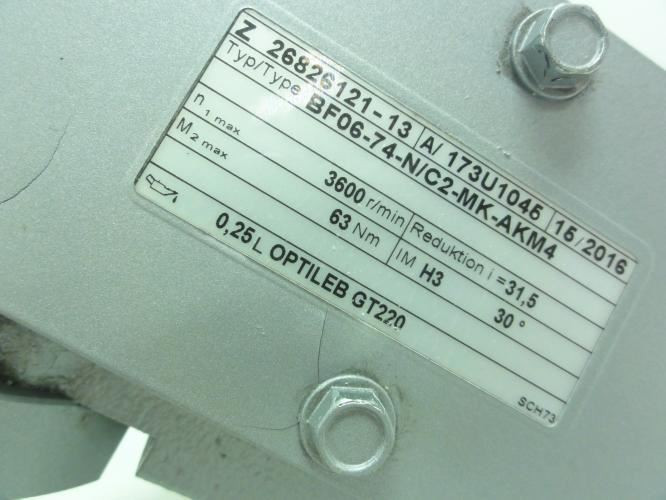 Z 26826121-13 A/ 173U1045 15/2016
Typ/Type BF06-74-N/C2-MK-AKM4
n1 max 3600 r/min Reduktion i =31,5
M2 max 63 Nm IM H3 30°
0,25 L OPTILEB GT220
SCH73